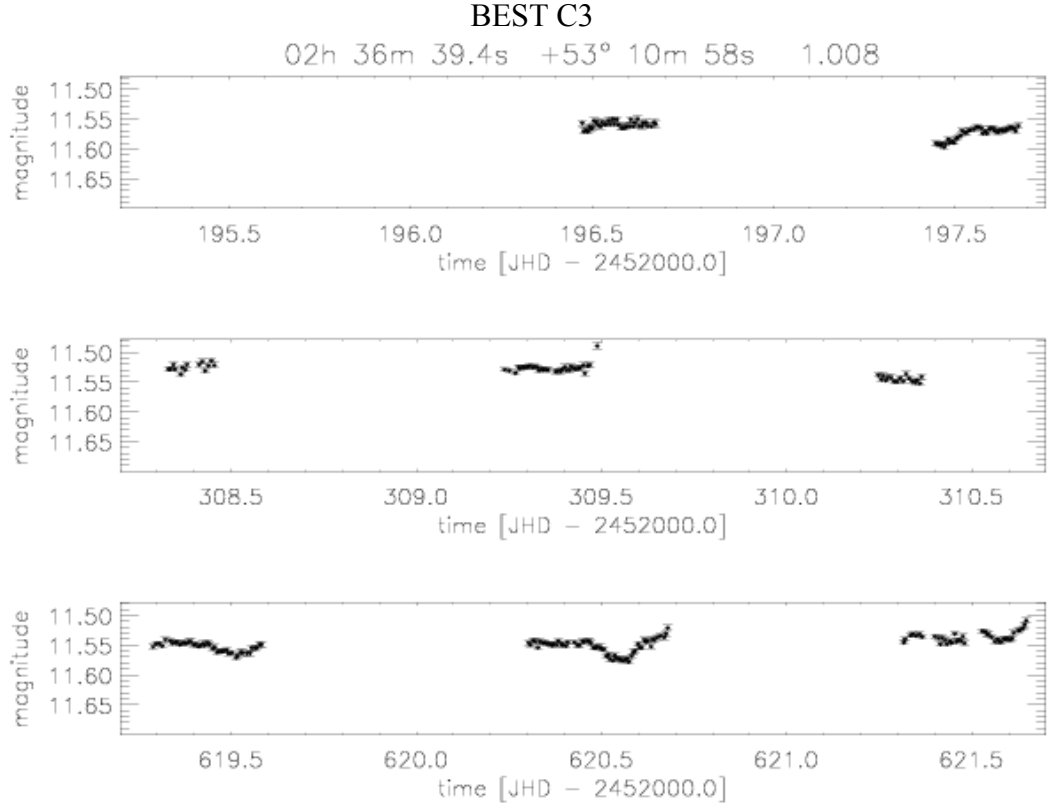 BEST C3
02h 36m 39.4s +53° 10m 58s 1.008
magnitude
11.50
11.55
11.60
11.65
195.5 196.0 196.5 197.0 197.5
time [JHD – 2452000.0]
magnitude
11.50
11.55
11.60
11.65
308.5 309.0 309.5 310.0 310.5
time [JHD – 2452000.0]
magnitude
11.50
11.55
11.60
11.65
619.5 620.0 620.5 621.0 621.5
time [JHD – 2452000.0]